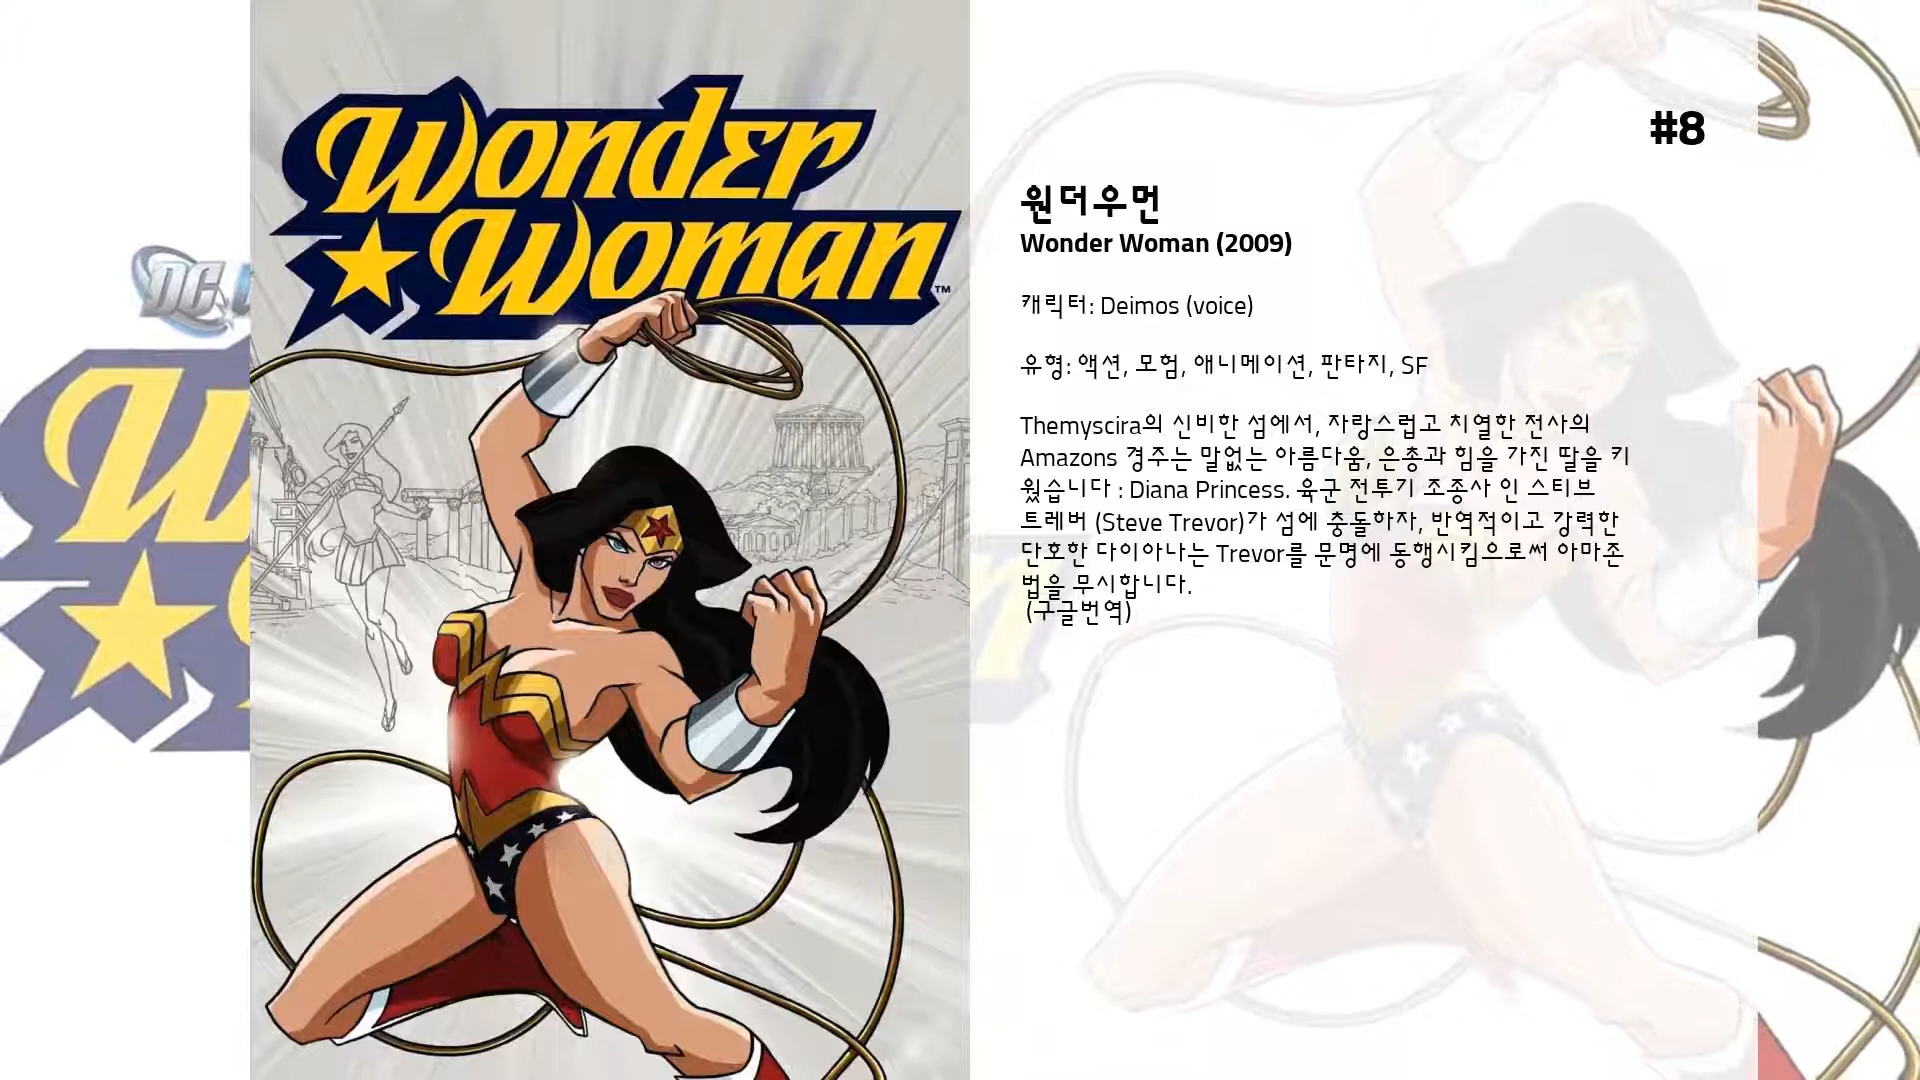 Wonder
Woman™
DC
#8
원더우먼
Wonder Woman (2009)
캐릭터: Deimos (voice)
유형: 액션, 모험, 애니메이션, 판타지, SF
Themyscira의 신비한 섬에서, 자랑스럽고 치열한 전사의
Amazons 경주는 말없는 아름다움, 은총과 힘을 가진 딸을 키
웠습니다 : Diana Princess. 육군 전투기 조종사 인 스티브
트레버 (Steve Trevor)가 섬에 충돌하자, 반역적이고 강력한
단호한 다이아나는 Trevor를 문명에 동행시킴으로써 아마존
법을 무시합니다.
(구글번역)